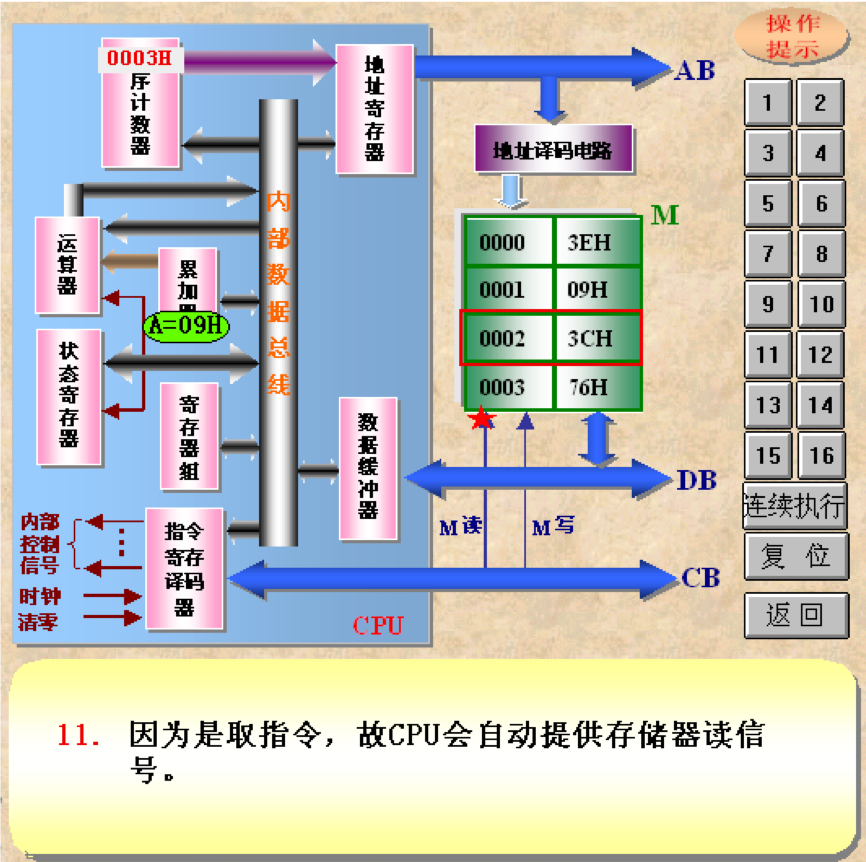 操作
提示
0003H
序计数器
地址寄存器
AB
地址译码电路
M
0000 3EH
0001 09H
0002 3CH
0003 76H
运算器
累加
A=09H
状态寄存器
寄存器组
内部数据总线
数据缓冲器
DB
M读
M写
指令
寄存
译码
器
内部
控制
信号
时钟
清零
CB
CPU
1 2
3 4
5 6
7 8
9 10
11 12
13 14
15 16
连续执行
复 位
返 回
11. 因为是取指令，故CPU会自动提供存储器读信
号。